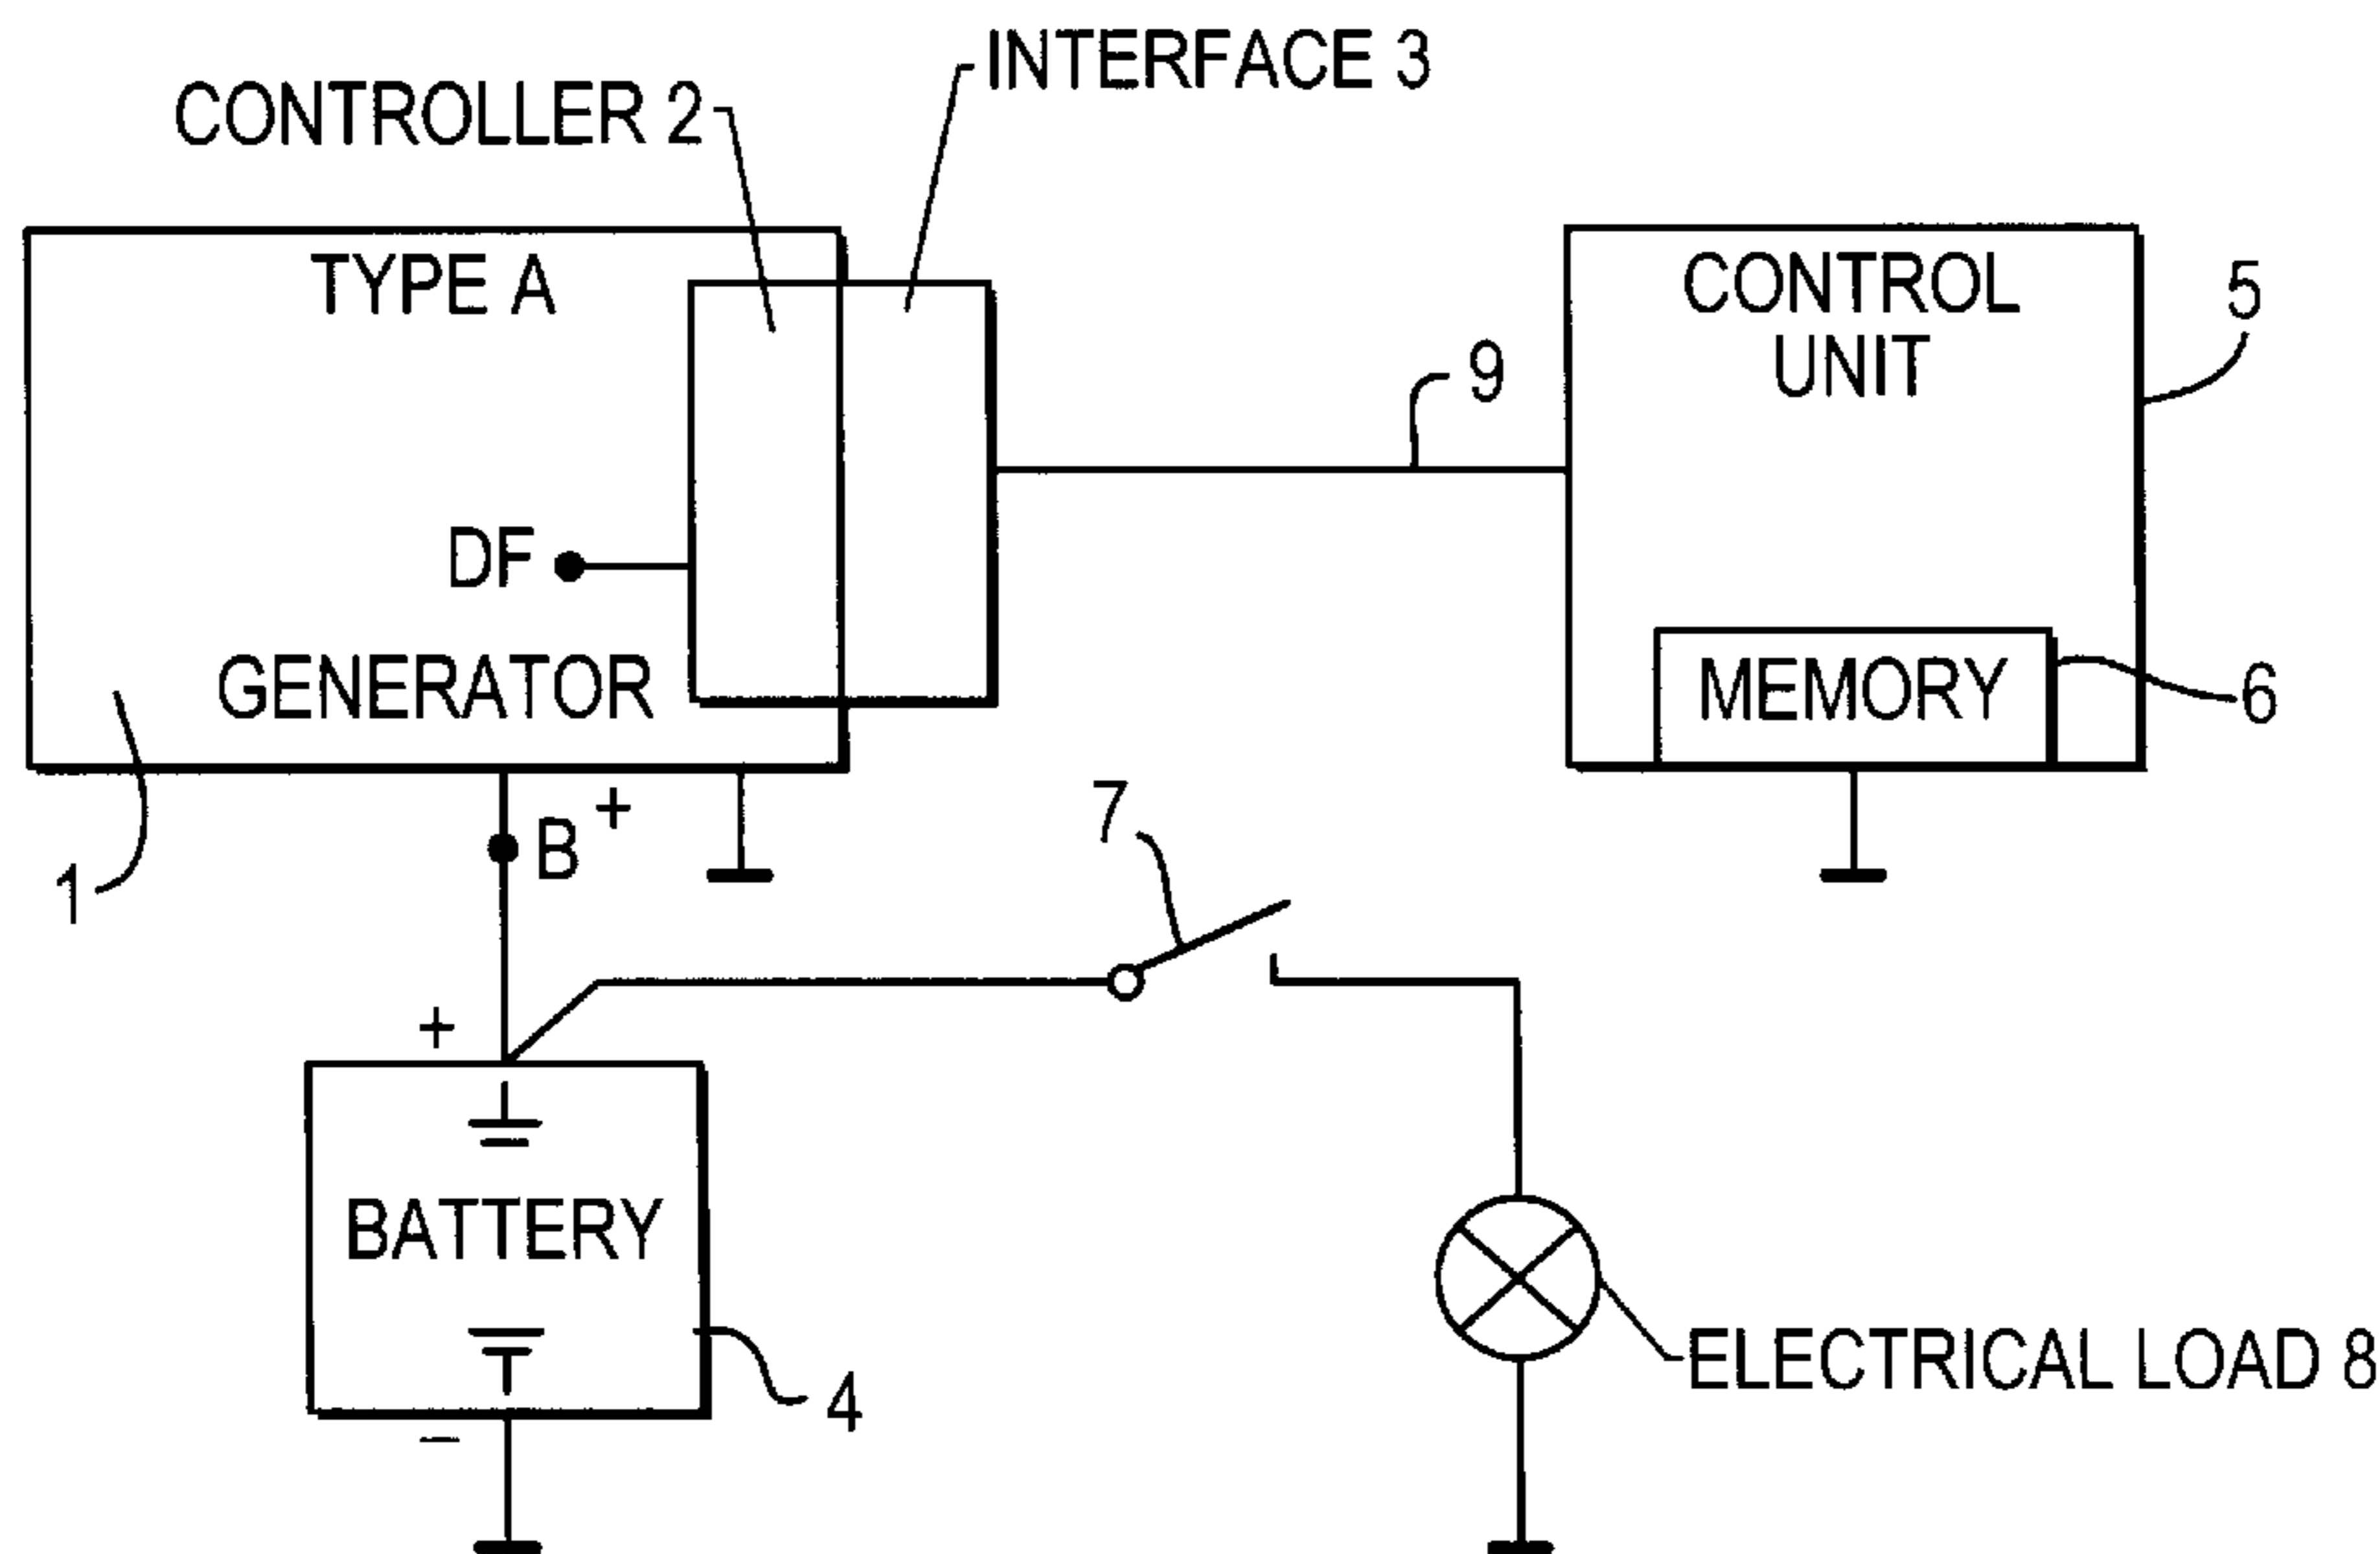 INTERFACE 3
CONTROLLER 2
TYPE A
CONTROL
UNIT
5
9
DF
GENERATOR
MEMORY
6
B+
7
1
+
BATTERY
ELECTRICAL LOAD 8
4
−